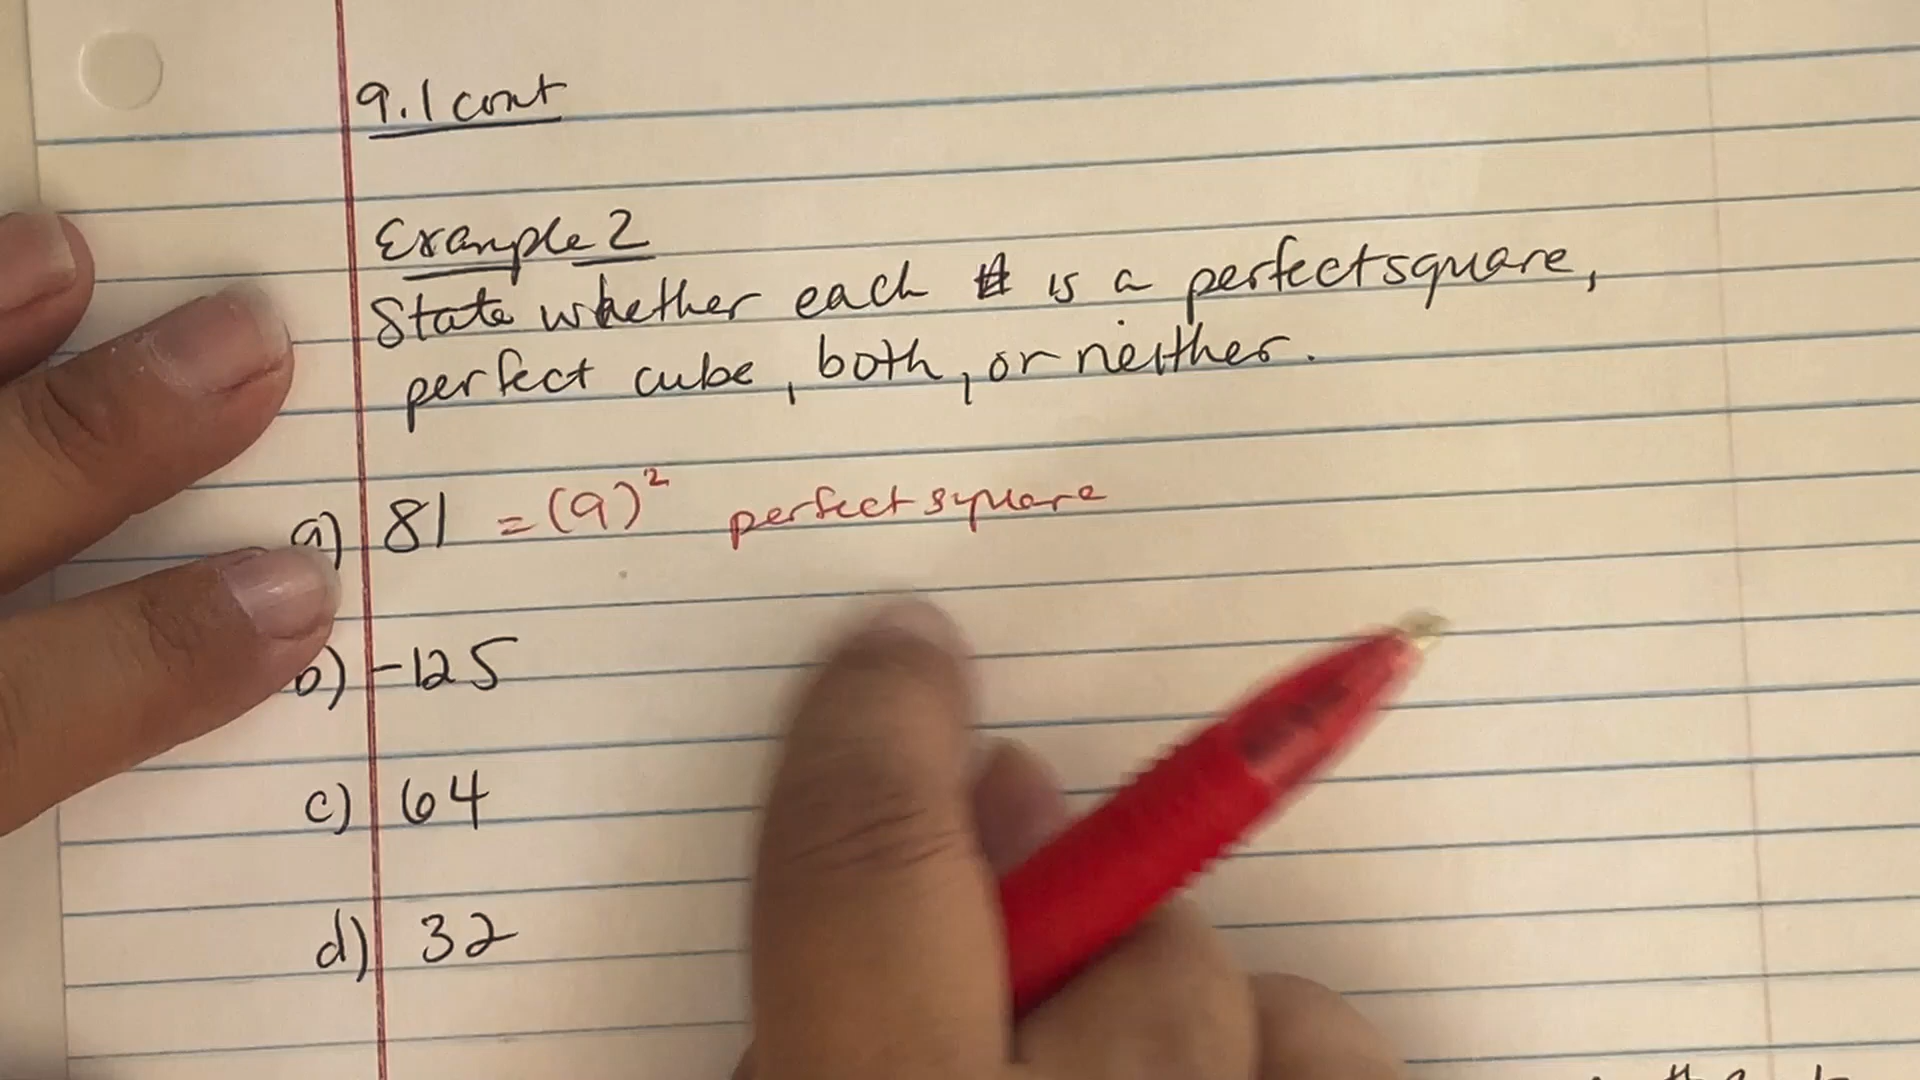 9.1 cont
Example 2
State whether each # is a perfect square,
perfect cube, both, or neither.
a) 81 = (9)² perfect square
b) -125
c) 64
d) 32